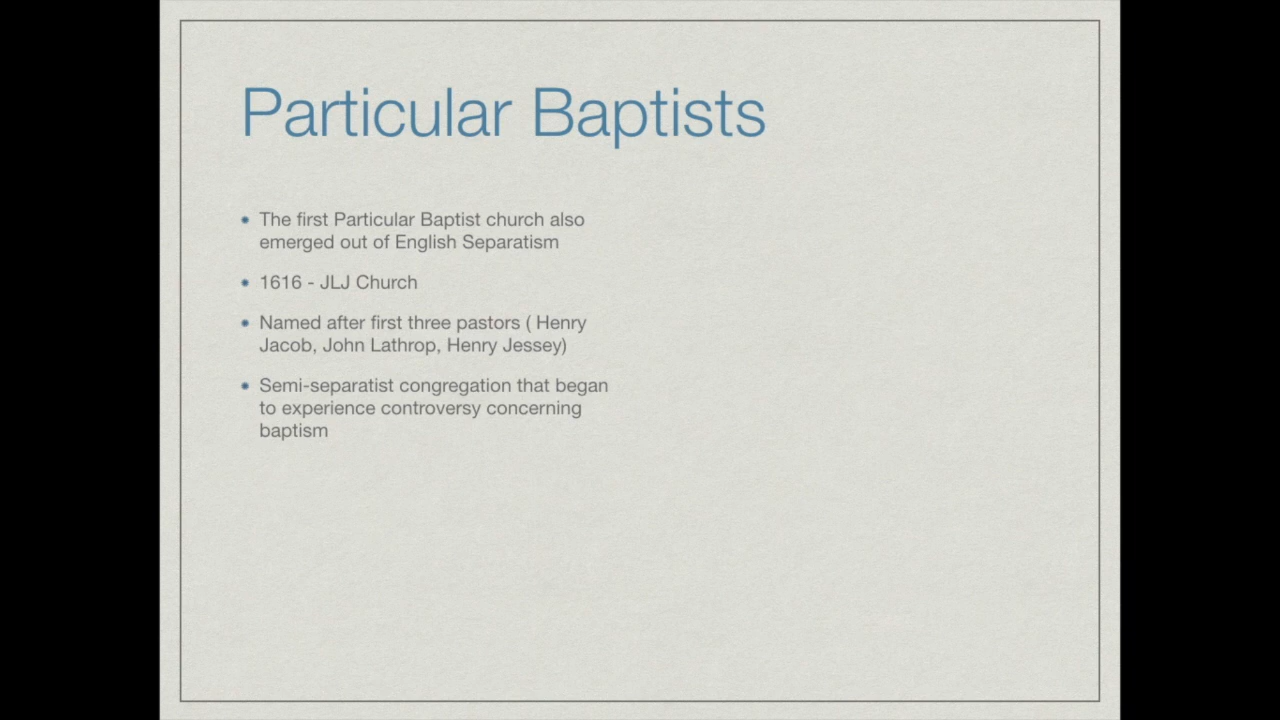 Particular Baptists
The first Particular Baptist church also
emerged out of English Separatism
1616 - JLJ Church
Named after first three pastors ( Henry
Jacob, John Lathrop, Henry Jessey)
Semi-separatist congregation that began
to experience controversy concerning
baptism